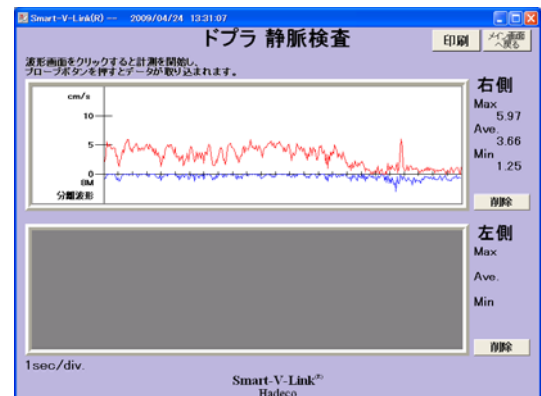 Smart-V-Link(R) -- 2009/04/24 13:31:07
ドプラ 静脈検査
印刷
メイン画面
へ戻る
波形画面をクリックすると計測を開始し、
プローブボタンを押すとデータが取り込まれます。
cm/s
10
5
0
8M
分離波形
右側
Max
5.97
Ave.
3.66
Min
1.25
削除
左側
Max
Ave.
Min
削除
1sec/div.
Smart-V-Link(R)
Hadeco